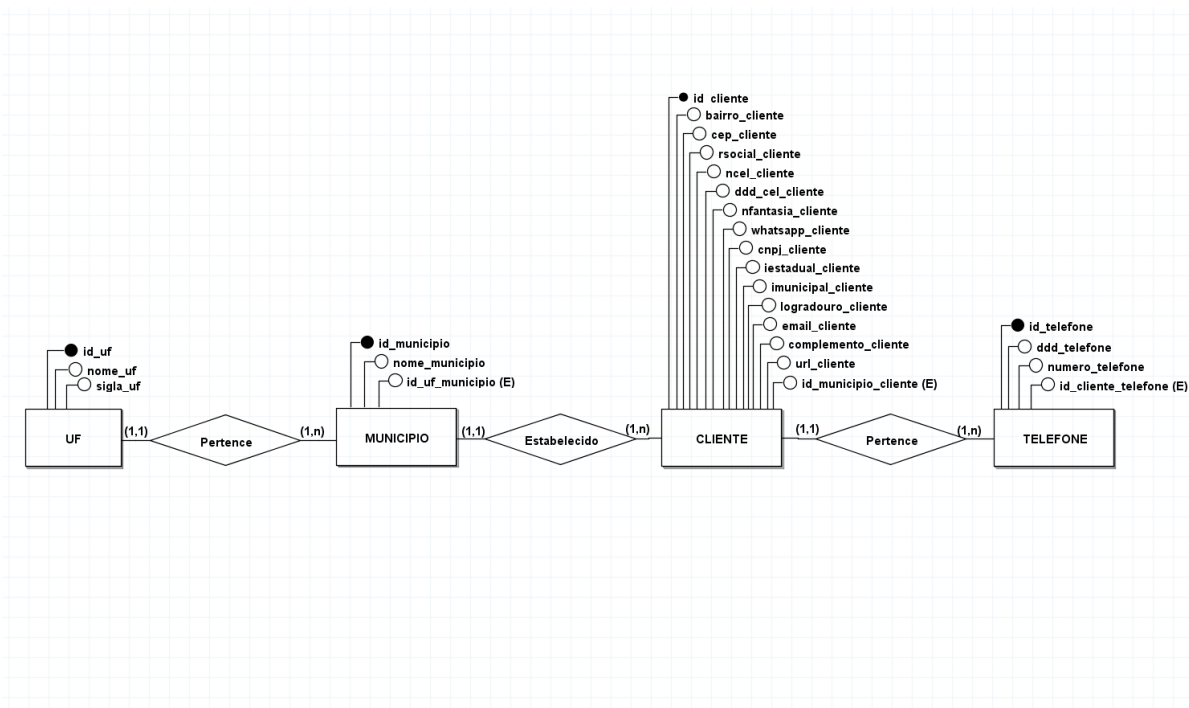 id_cliente
bairro_cliente
cep_cliente
rsocial_cliente
ncel_cliente
ddd_cel_cliente
nfantasia_cliente
whatsapp_cliente
cnpj_cliente
iestadual_cliente
imunicipal_cliente
logradouro_cliente
email_cliente
complemento_cliente
url_cliente
id_municipio_cliente (E)
id_uf
nome_uf
sigla_uf
id_municipio
nome_municipio
id_uf_municipio (E)
id_telefone
ddd_telefone
numero_telefone
id_cliente_telefone (E)
UF
(1,1)
Pertence
(1,n)
MUNICIPIO
(1,1)
Estabelecido
(1,n)
CLIENTE
(1,1)
Pertence
(1,n)
TELEFONE